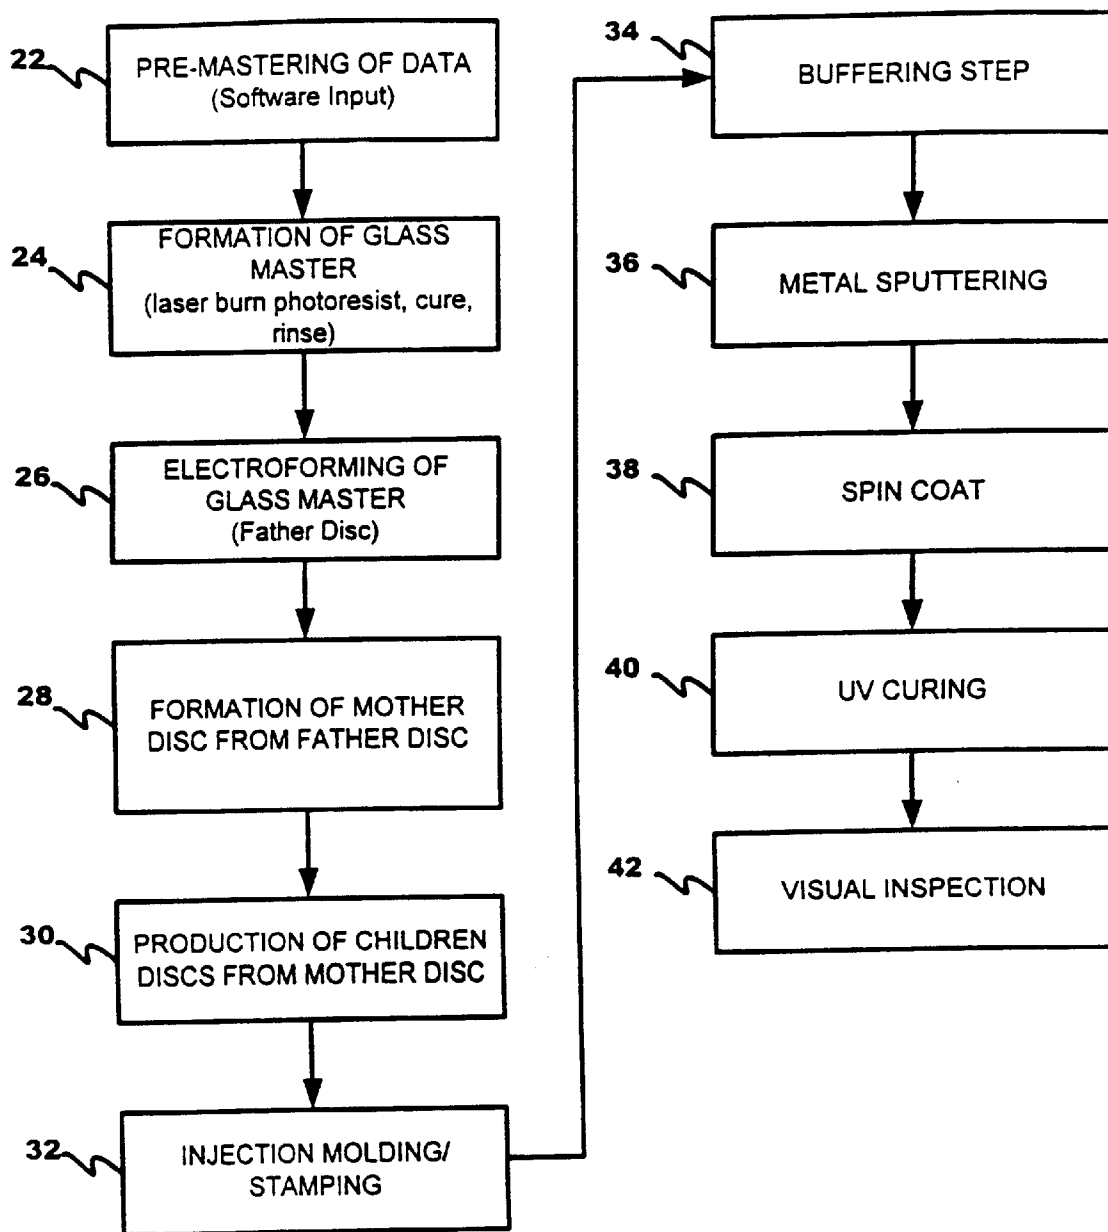 22
PRE-MASTERING OF DATA
(Software Input)
24
FORMATION OF GLASS
MASTER
(laser burn photoresist, cure,
rinse)
26
ELECTROFORMING OF
GLASS MASTER
(Father Disc)
28
FORMATION OF MOTHER
DISC FROM FATHER DISC
30
PRODUCTION OF CHILDREN
DISCS FROM MOTHER DISC
32
INJECTION MOLDING/
STAMPING
34
BUFFERING STEP
36
METAL SPUTTERING
38
SPIN COAT
40
UV CURING
42
VISUAL INSPECTION